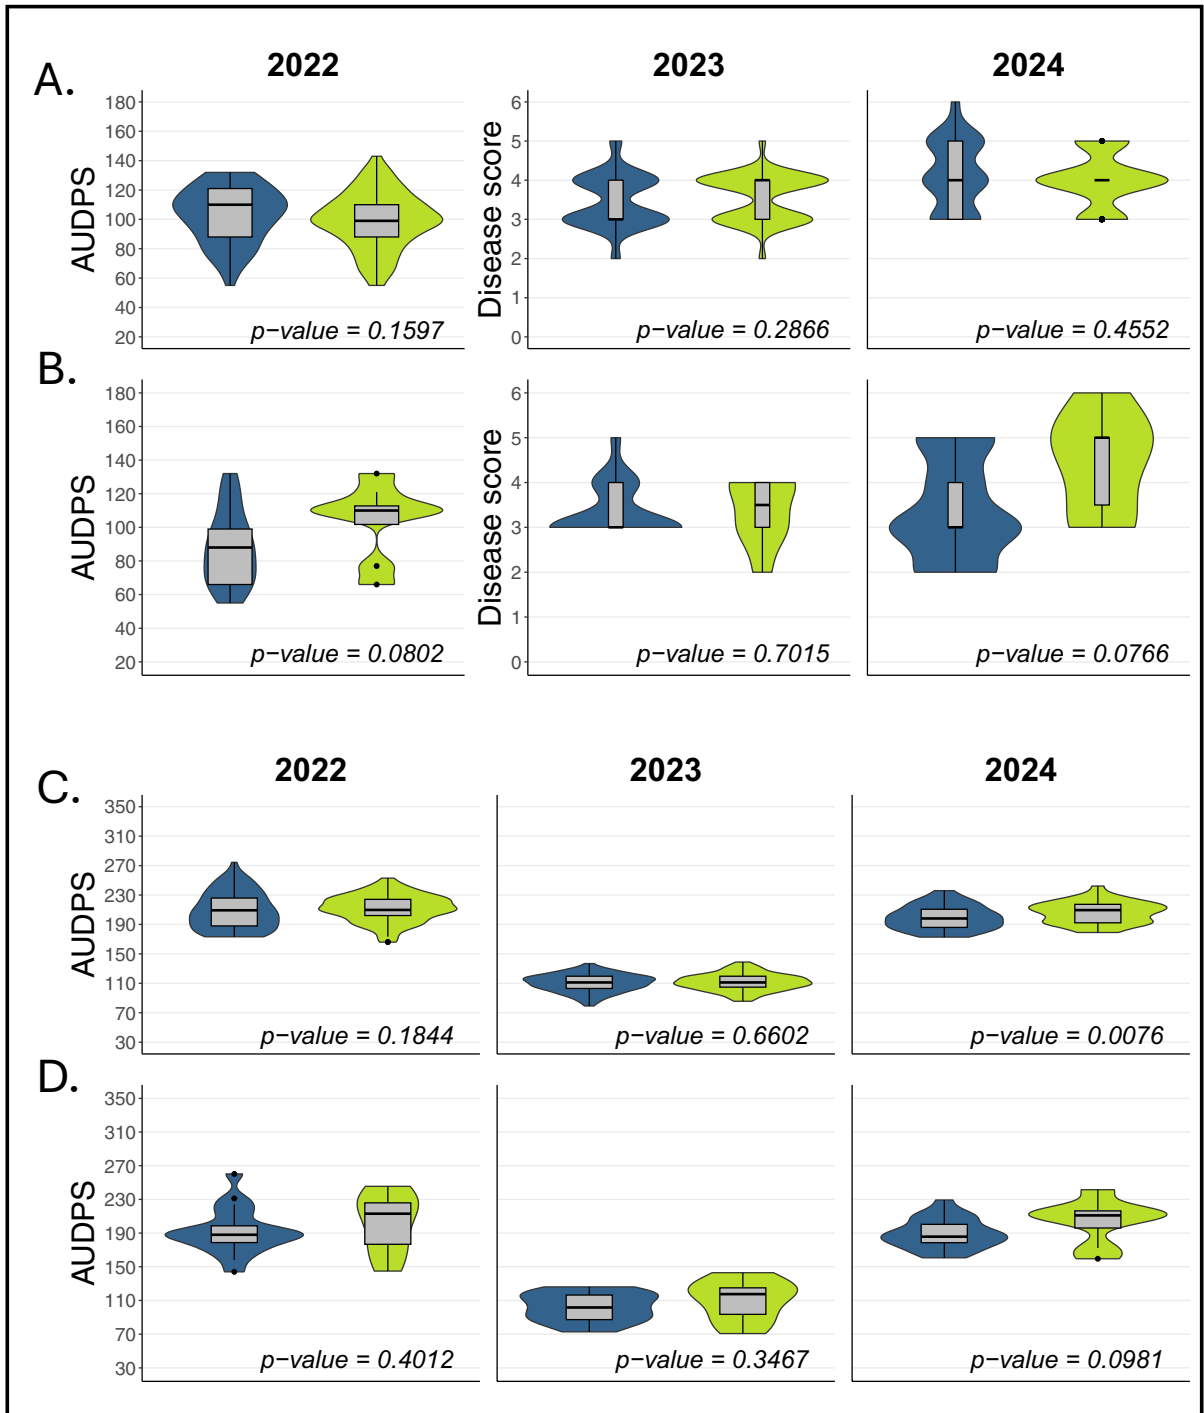 2022 2023 2024
A.
180
160
140
120
100
80
60
40
20
AUDPS
p−value = 0.1597
6
5
4
3
2
1
0
Disease score
p−value = 0.2866
p−value = 0.4552
B.
180
160
140
120
100
80
60
40
20
AUDPS
p−value = 0.0802
6
5
4
3
2
1
0
Disease score
p−value = 0.7015
p−value = 0.0766
2022 2023 2024
C.
350
310
270
230
190
150
110
70
30
AUDPS
p−value = 0.1844
p−value = 0.6602
p−value = 0.0076
D.
350
310
270
230
190
150
110
70
30
AUDPS
p−value = 0.4012
p−value = 0.3467
p−value = 0.0981